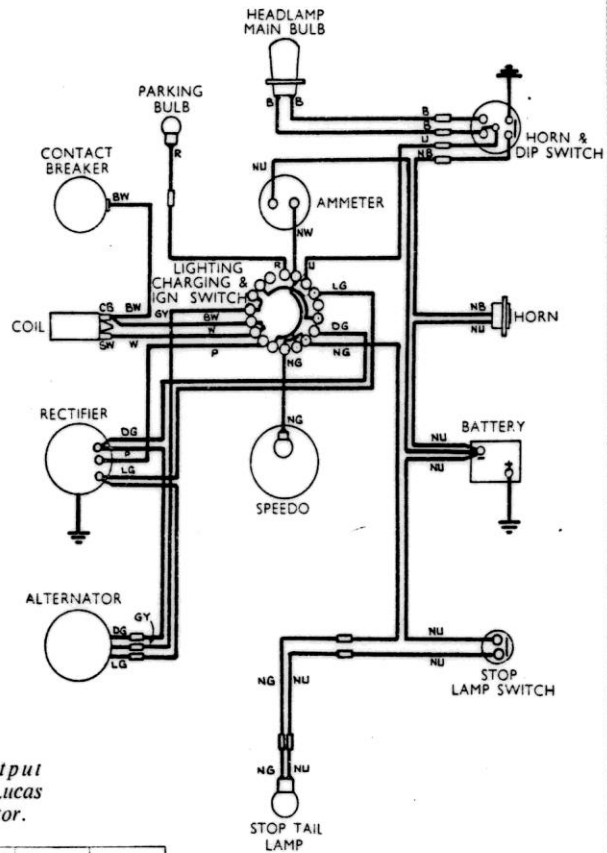 HEADLAMP
MAIN BULB
PARKING
BULB
B B
B
B
U
NB
HORN &
DIP SWITCH
R
NU
CONTACT
BREAKER
BW
AMMETER
NW
LIGHTING
CHARGING &
IGN SWITCH
R
U
LG
CB
BW
GY
BW
COIL
W
SW
W
P
DG
NG
NG
NB
HORN
NU
RECTIFIER
DG
P
LG
NG
SPEEDO
BATTERY
NU
NU
- +
ALTERNATOR
GY
DG
LG
NU
NU
STOP
LAMP SWITCH
NG NU
NG NU
STOP TAIL
LAMP
tput
ucas
tor.